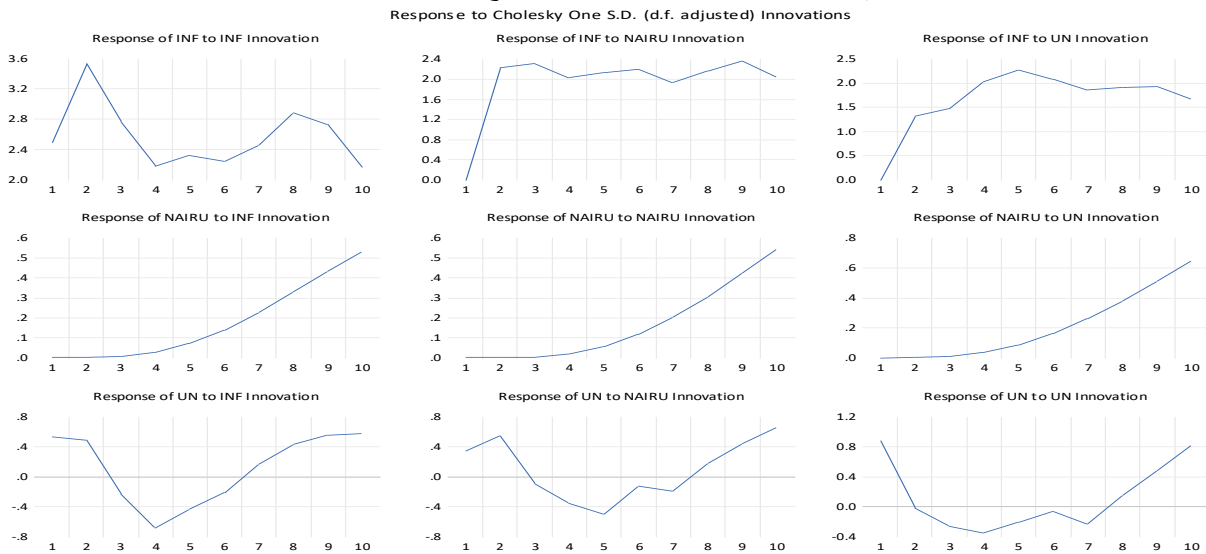 Response to Cholesky One S.D. (d.f. adjusted) Innovations
Response of INF to INF Innovation
3.6
3.2
2.8
2.4
2.0
1 2 3 4 5 6 7 8 9 10
Response of INF to NAIRU Innovation
2.4
2.0
1.6
1.2
0.8
0.4
0.0
1 2 3 4 5 6 7 8 9 10
Response of INF to UN Innovation
2.5
2.0
1.5
1.0
0.5
0.0
1 2 3 4 5 6 7 8 9 10
Response of NAIRU to INF Innovation
.6
.5
.4
.3
.2
.1
.0
1 2 3 4 5 6 7 8 9 10
Response of NAIRU to NAIRU Innovation
.6
.5
.4
.3
.2
.1
.0
1 2 3 4 5 6 7 8 9 10
Response of NAIRU to UN Innovation
.8
.6
.4
.2
.0
1 2 3 4 5 6 7 8 9 10
Response of UN to INF Innovation
.8
.4
.0
-.4
-.8
1 2 3 4 5 6 7 8 9 10
Response of UN to NAIRU Innovation
.8
.4
.0
-.4
-.8
1 2 3 4 5 6 7 8 9 10
Response of UN to UN Innovation
1.2
0.8
0.4
0.0
-0.4
1 2 3 4 5 6 7 8 9 10